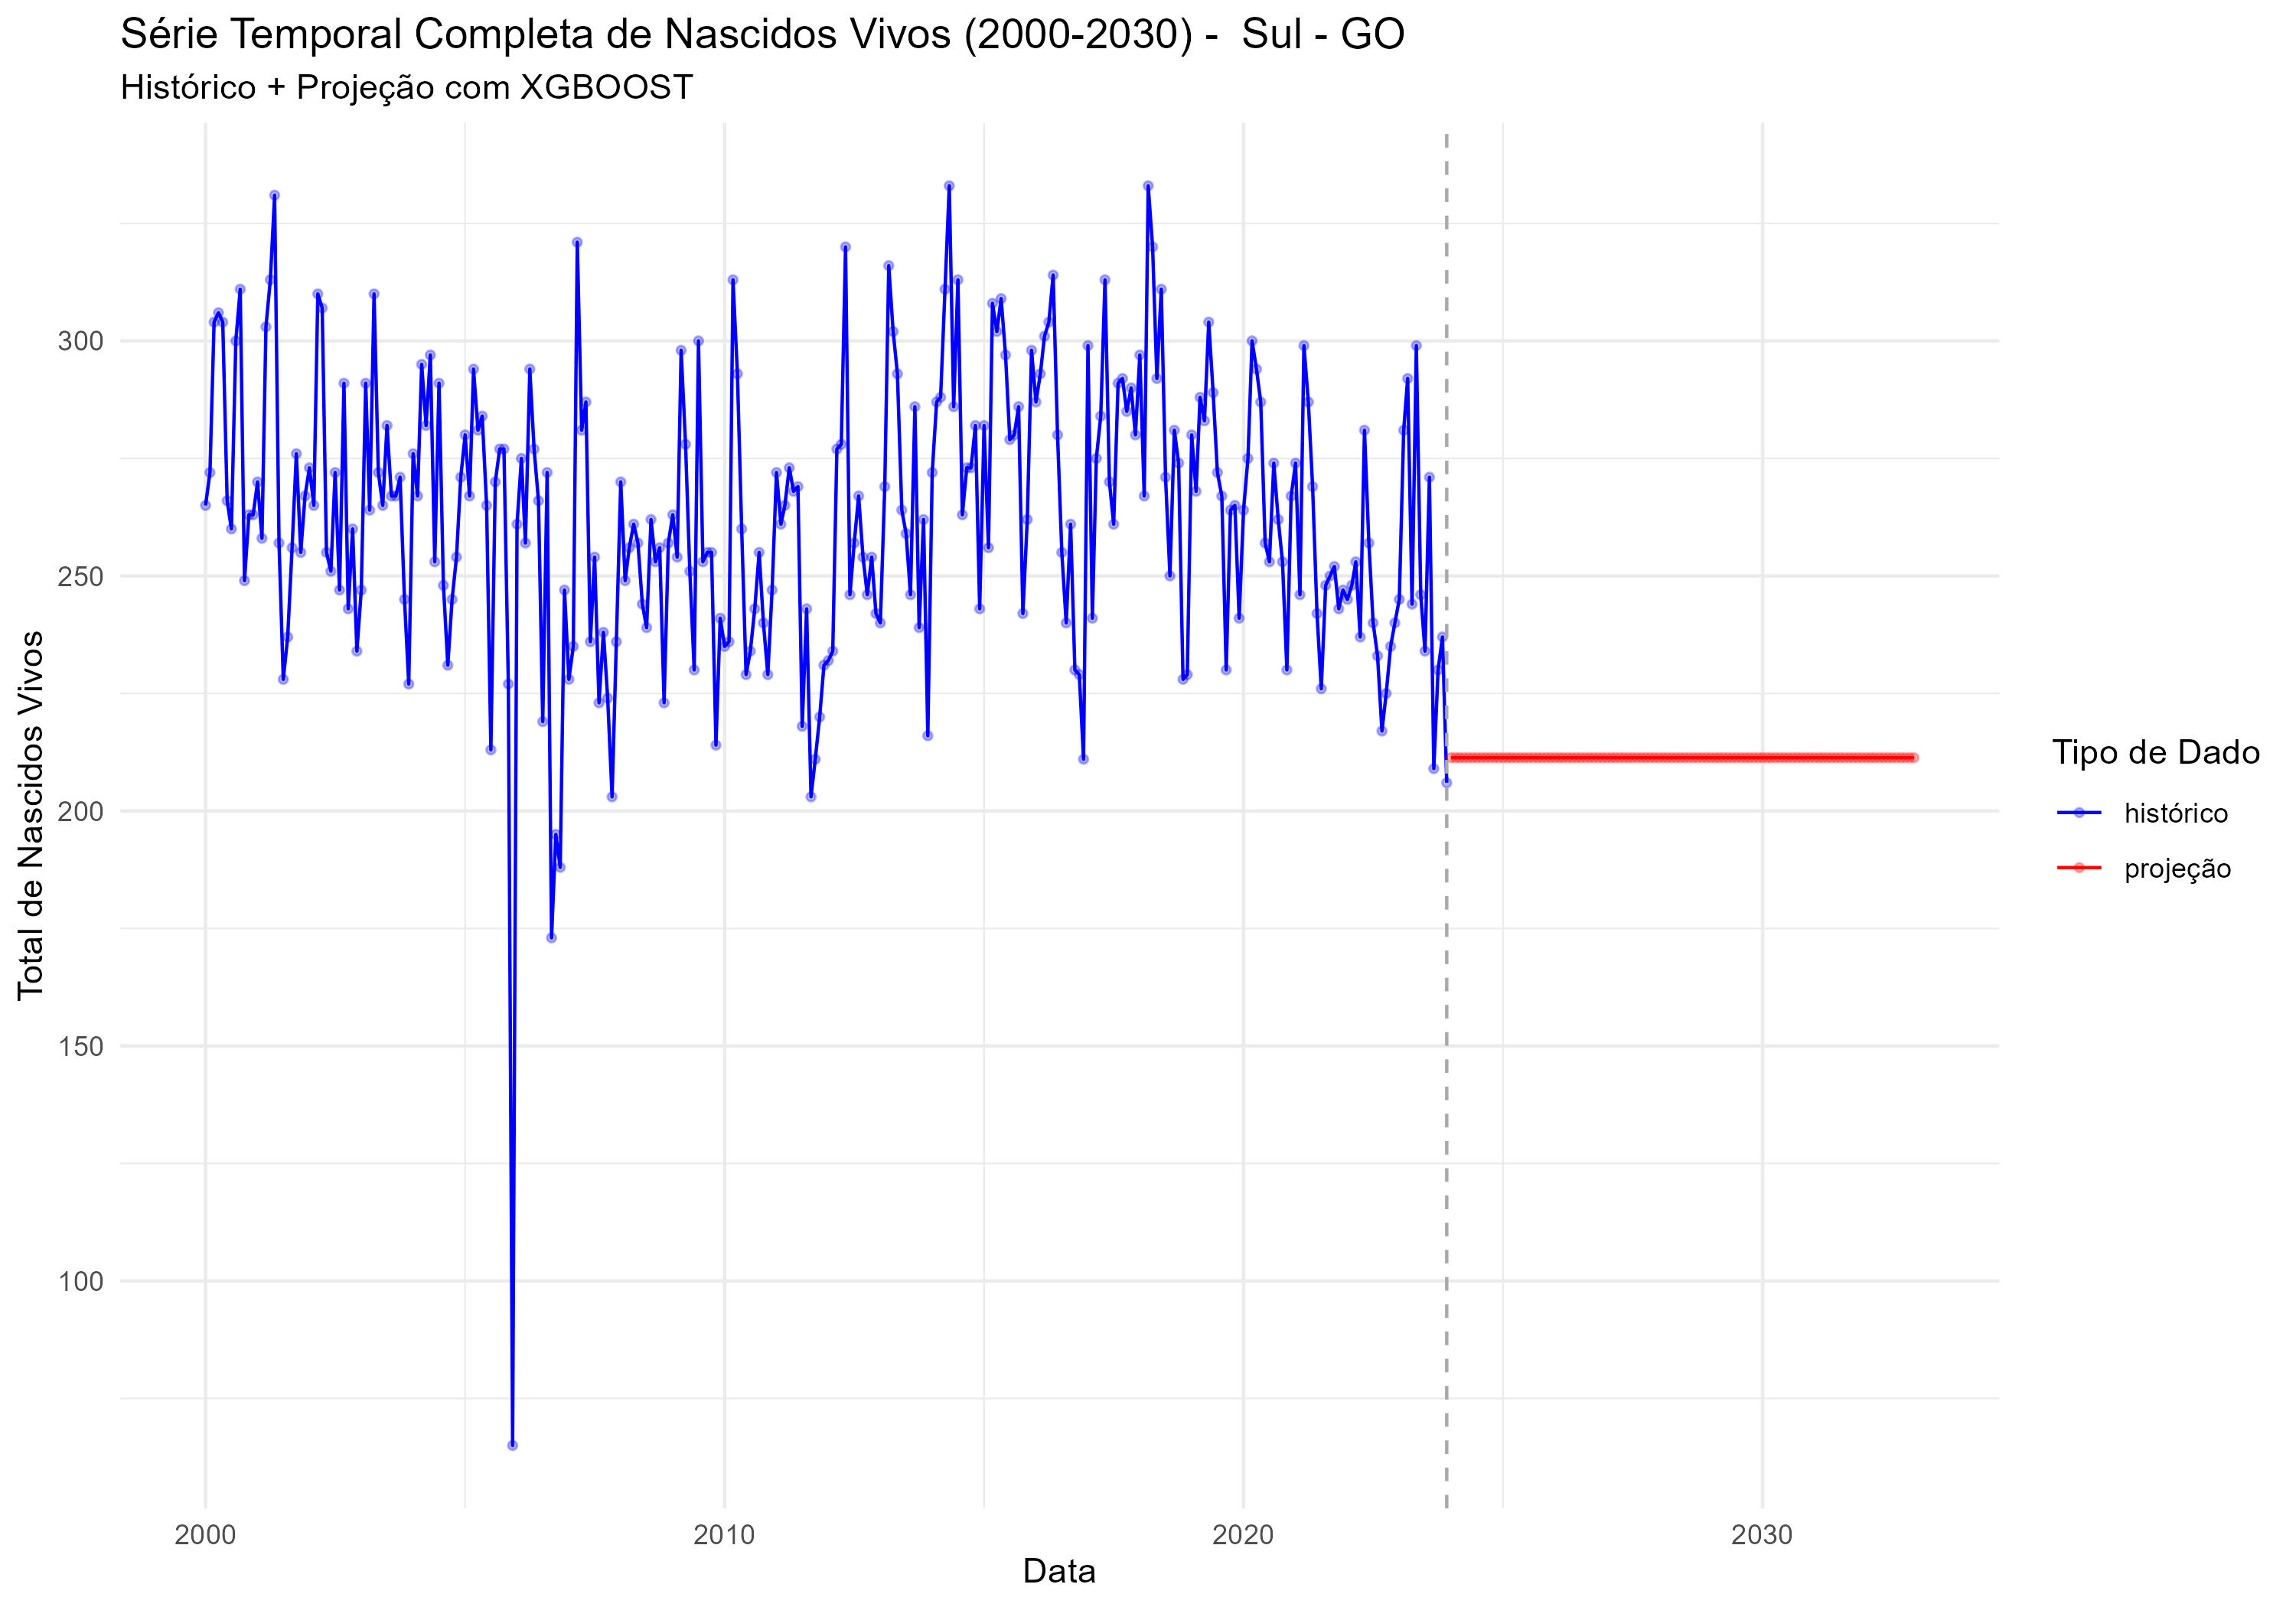 Série Temporal Completa de Nascidos Vivos (2000-2030) -  Sul - GO
Histórico + Projeção com XGBOOST
Total de Nascidos Vivos
300
250
200
150
100
2000
2010
2020
2030
Data
Tipo de Dado
histórico
projeção